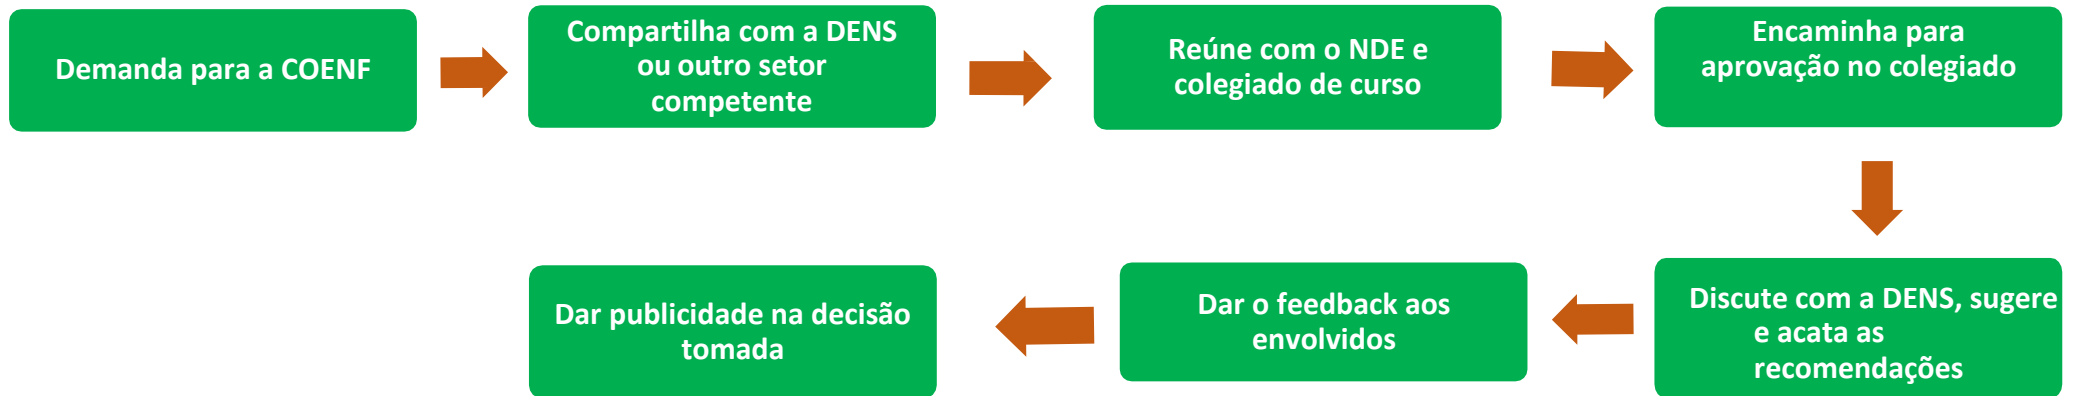 Demanda para a COENF
Compartilha com a DENS
ou outro setor
competente
Reúne com o NDE e
colegiado de curso
Encaminha para
aprovação no colegiado
Discute com a DENS, sugere
e acata as
recomendações
Dar o feedback aos
envolvidos
Dar publicidade na decisão
tomada